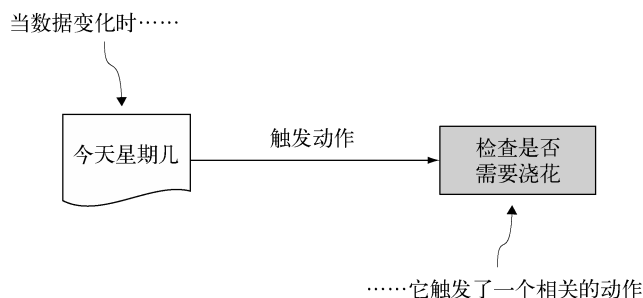 当数据变化时……
今天星期几
触发动作
检查是否
需要浇花
……它触发了一个相关的动作